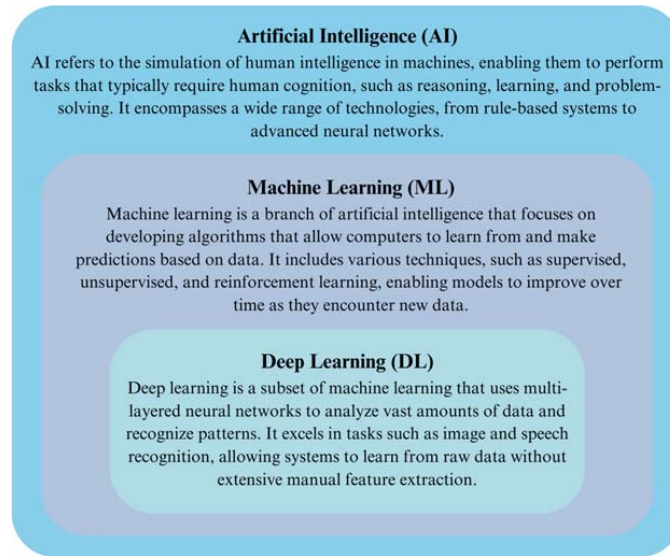 Artificial Intelligence (AI)
AI refers to the simulation of human intelligence in machines, enabling them to perform
tasks that typically require human cognition, such as reasoning, learning, and problem-
solving. It encompasses a wide range of technologies, from rule-based systems to
advanced neural networks.
Machine Learning (ML)
Machine learning is a branch of artificial intelligence that focuses on
developing algorithms that allow computers to learn from and make
predictions based on data. It includes various techniques, such as supervised,
unsupervised, and reinforcement learning, enabling models to improve over
time as they encounter new data.
Deep Learning (DL)
Deep learning is a subset of machine learning that uses multi-
layered neural networks to analyze vast amounts of data and
recognize patterns. It excels in tasks such as image and speech
recognition, allowing systems to learn from raw data without
extensive manual feature extraction.